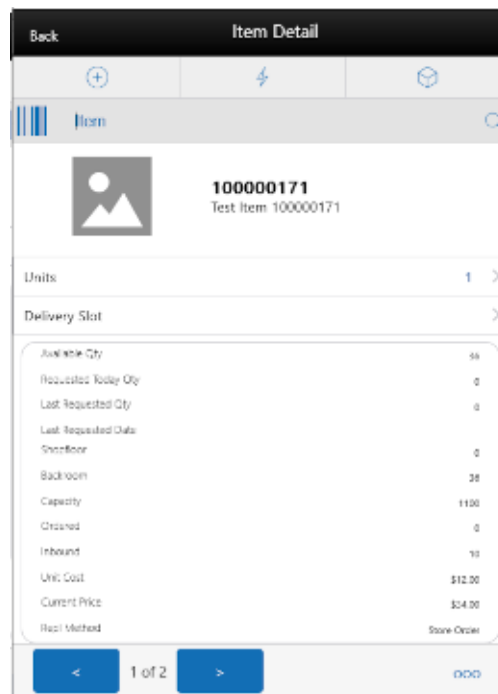 Back
Item Detail
Item
100000171
Test Item 100000171
Units 1 >
Delivery Slot >
Available Qty
Requested Today Qty 0
Last Requested Qty 0
Last Requested Date
Shopfloor 0
Backroom
Capacity 1100
Ordered 0
Inbound 10
Unit Cost $12.00
Current Price $34.00
Repl Method Store Order
< 1 of 2 >